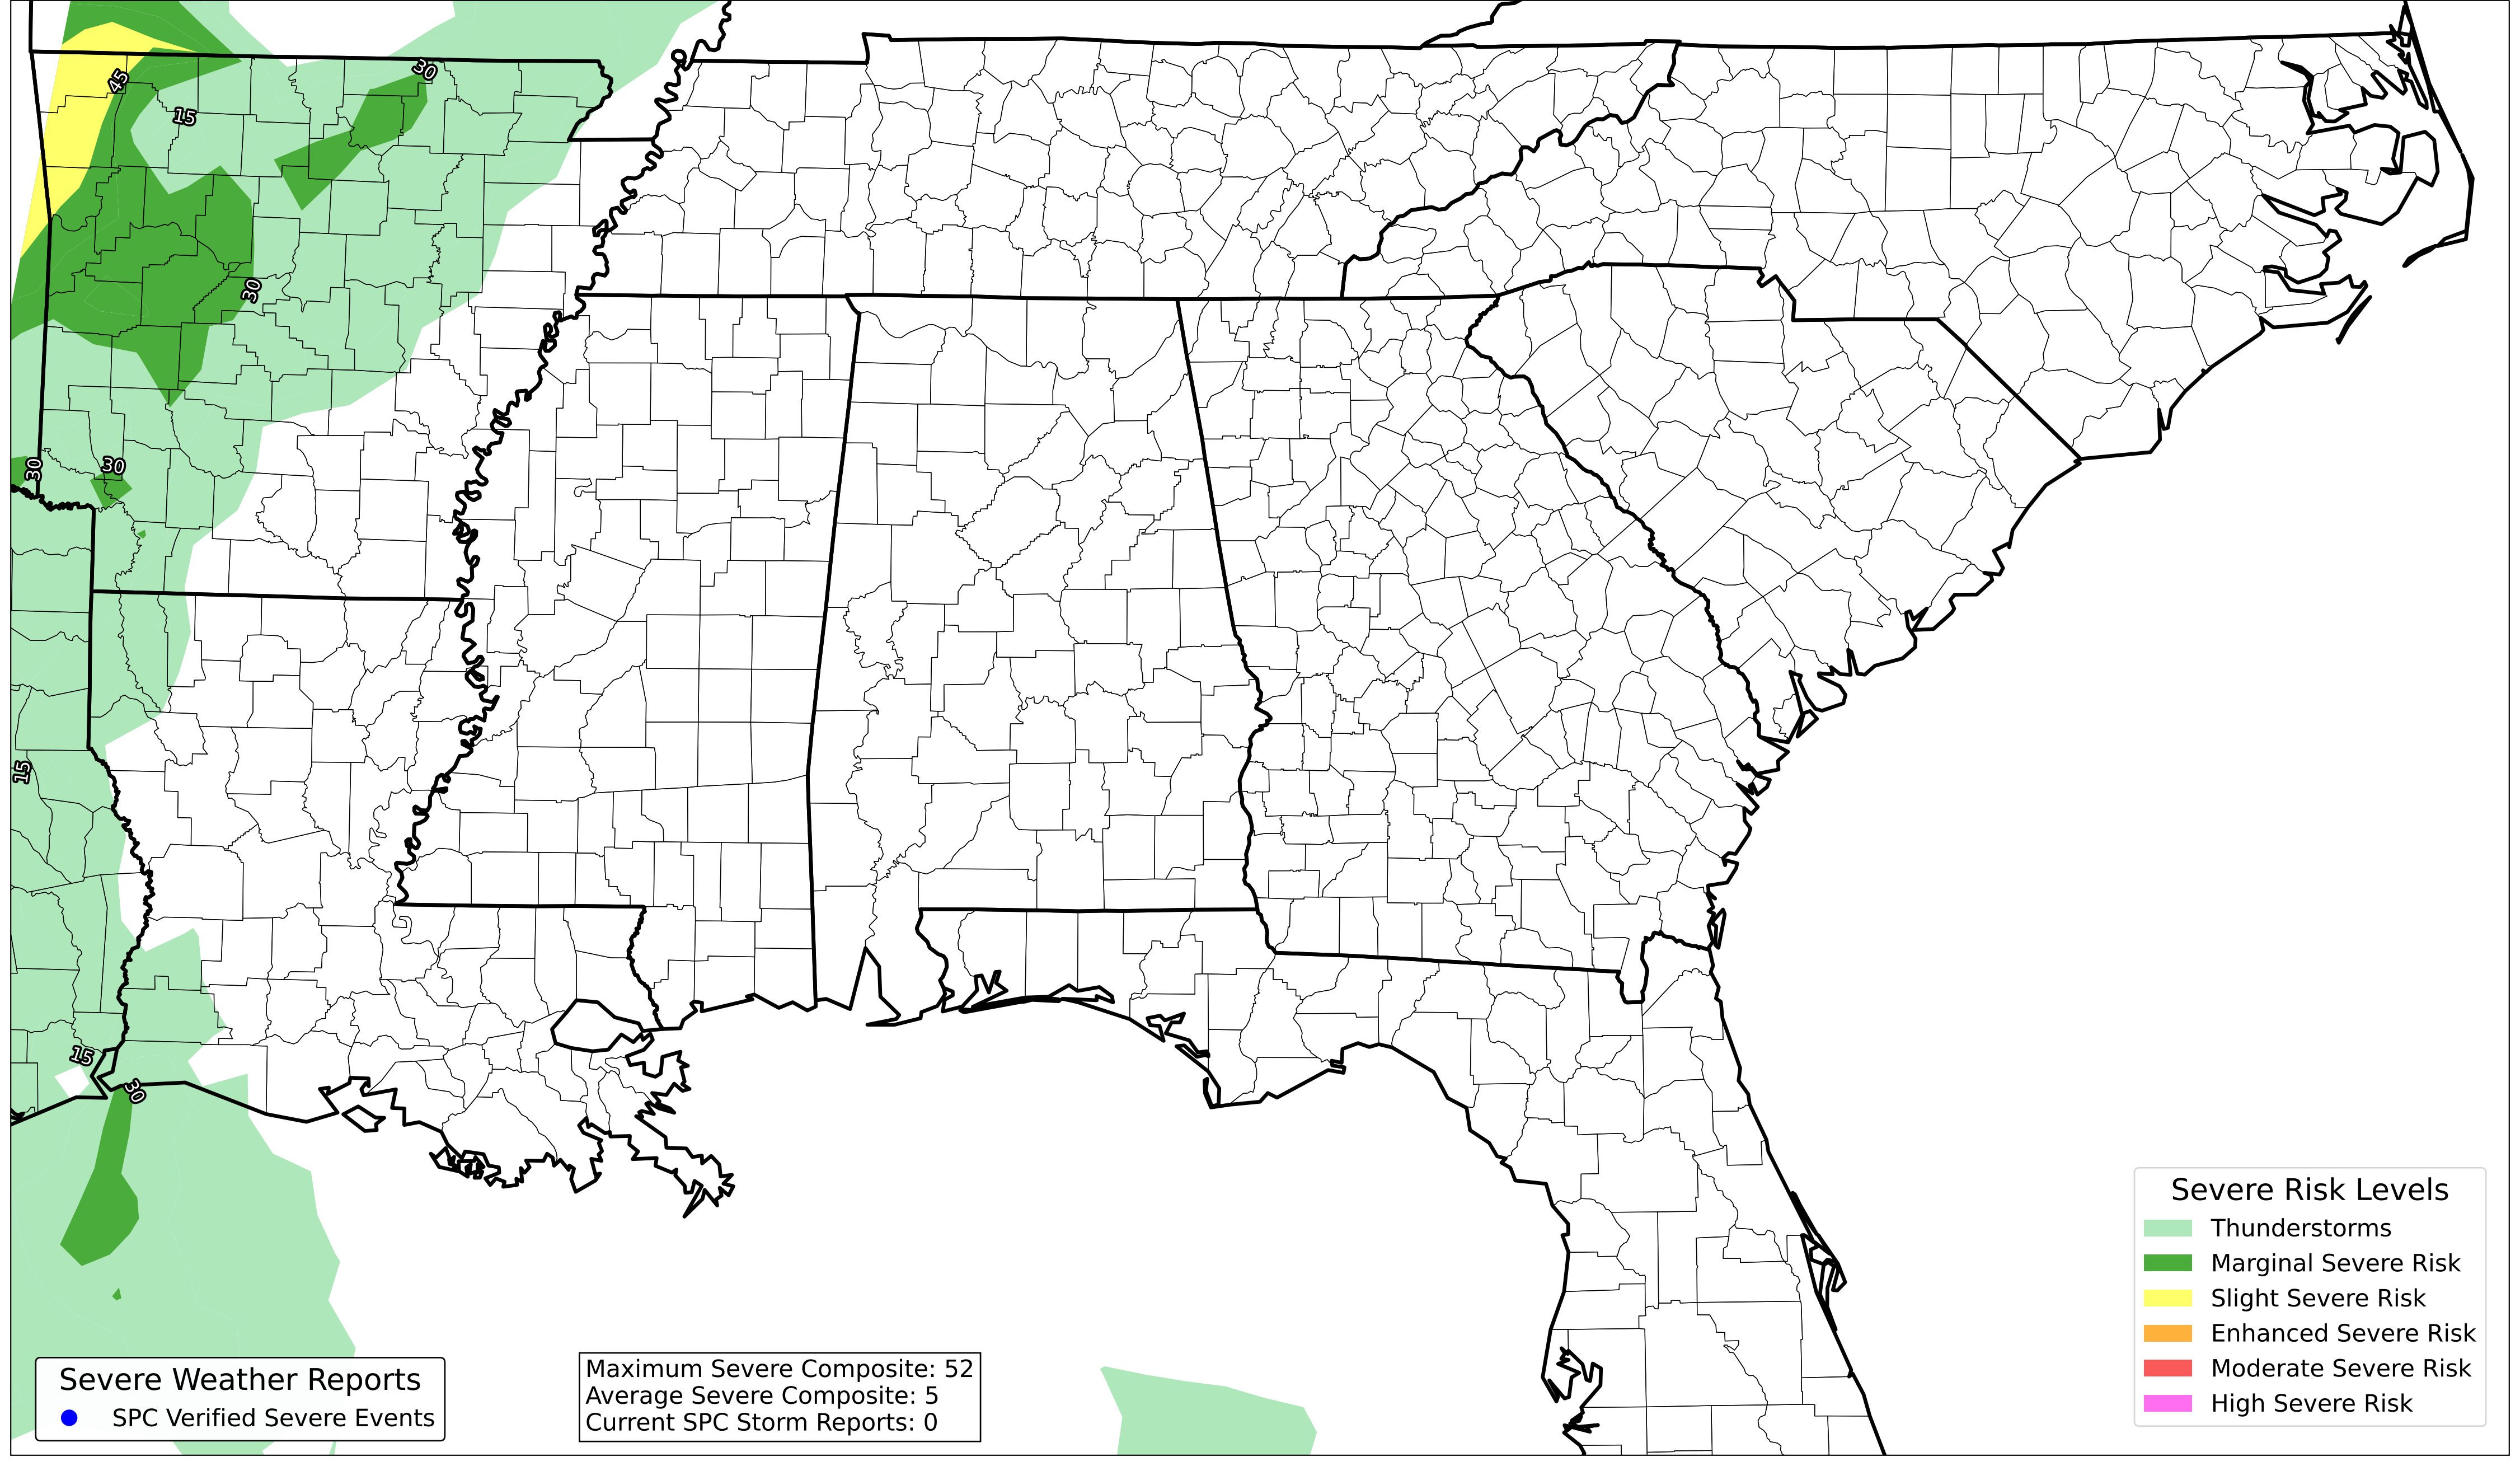 30
45
15
30
30
30
15
15
30
Severe Risk Levels
Thunderstorms
Marginal Severe Risk
Slight Severe Risk
Enhanced Severe Risk
Moderate Severe Risk
High Severe Risk
Severe Weather Reports
SPC Verified Severe Events
Maximum Severe Composite: 52
Average Severe Composite: 5
Current SPC Storm Reports: 0